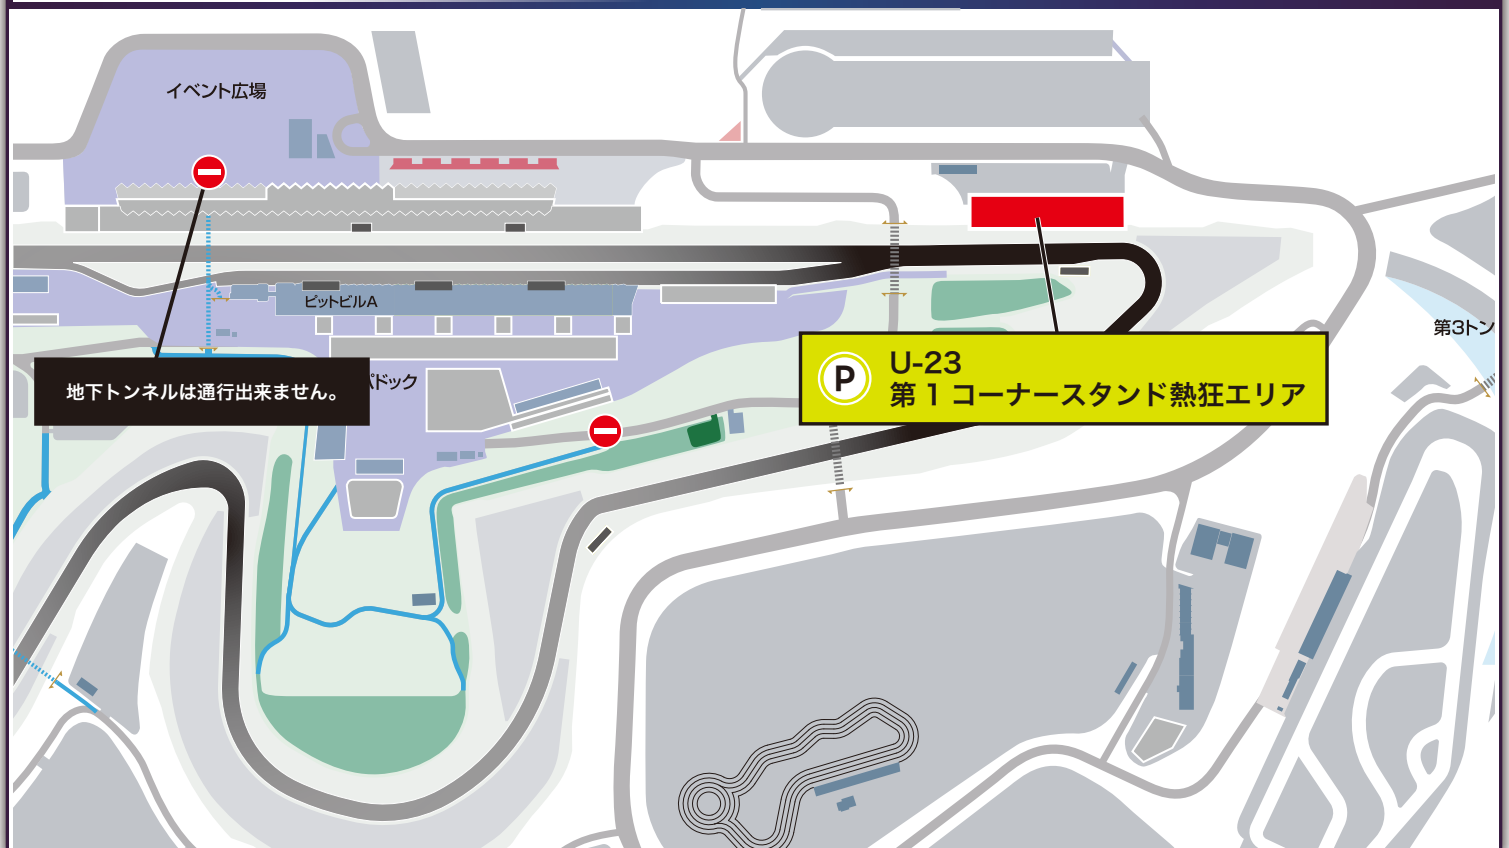 イベント広場
ピットビルA
第3トン
P
U-23
第1コーナースタンド熱狂エリア
地下トンネルは通行出来ません。
パドック